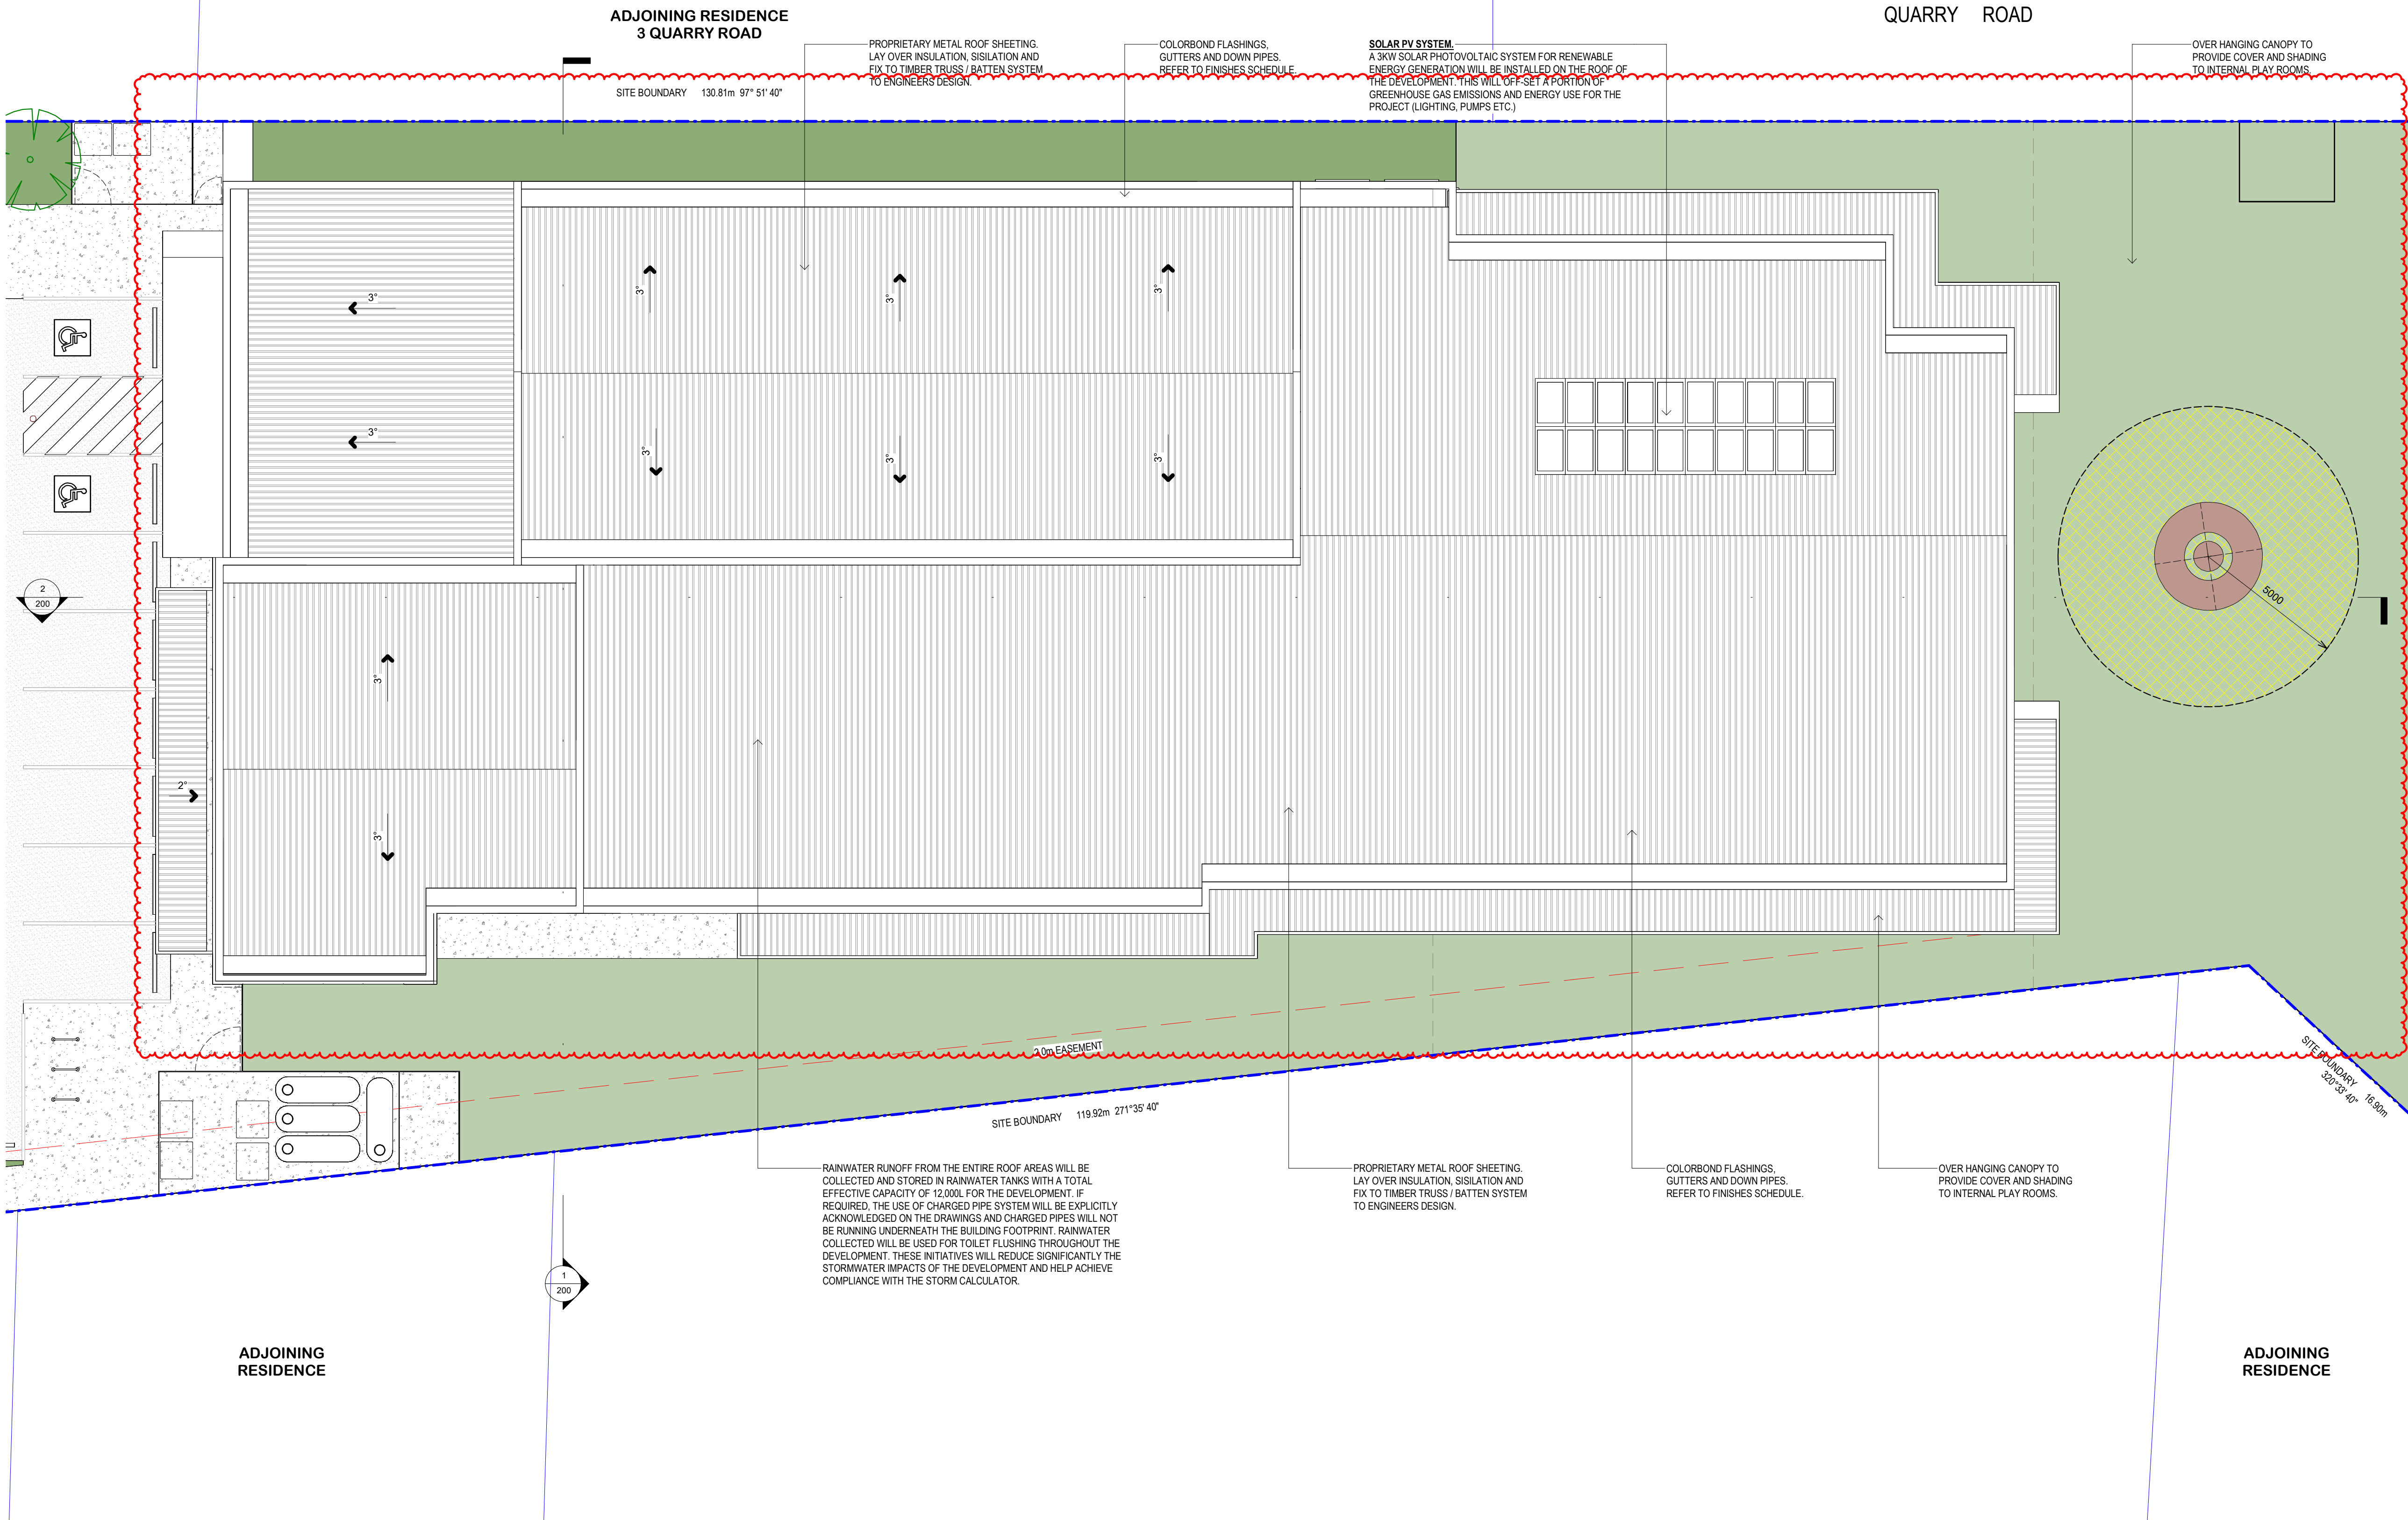 ADJOINING RESIDENCE
3 QUARRY ROAD
QUARRY ROAD
PROPRIETARY METAL ROOF SHEETING.
LAY OVER INSULATION, SISILATION AND
FIX TO TIMBER TRUSS / BATTEN SYSTEM
TO ENGINEERS DESIGN.
COLORBOND FLASHINGS,
GUTTERS AND DOWN PIPES.
REFER TO FINISHES SCHEDULE.
SOLAR PV SYSTEM.
A 3KW SOLAR PHOTOVOLTAIC SYSTEM FOR RENEWABLE
ENERGY GENERATION WILL BE INSTALLED ON THE ROOF OF
THE DEVELOPMENT. THIS WILL OFF-SET A PORTION OF
GREENHOUSE GAS EMISSIONS AND ENERGY USE FOR THE
PROJECT (LIGHTING, PUMPS ETC.)
OVER HANGING CANOPY TO
PROVIDE COVER AND SHADING
TO INTERNAL PLAY ROOMS.
SITE BOUNDARY 130.81m 97° 51' 40"
3°
3°
3°
3°
3°
3°
3°
3°
2
200
5000
3°
2°
3°
2.0m EASEMENT
SITE BOUNDARY 119.92m 271°35' 40"
SITE BOUNDARY
320°33' 40" 16.90m
RAINWATER RUNOFF FROM THE ENTIRE ROOF AREAS WILL BE
COLLECTED AND STORED IN RAINWATER TANKS WITH A TOTAL
EFFECTIVE CAPACITY OF 12,000L FOR THE DEVELOPMENT. IF
REQUIRED, THE USE OF CHARGED PIPE SYSTEM WILL BE EXPLICITLY
ACKNOWLEDGED ON THE DRAWINGS AND CHARGED PIPES WILL NOT
BE RUNNING UNDERNEATH THE BUILDING FOOTPRINT. RAINWATER
COLLECTED WILL BE USED FOR TOILET FLUSHING THROUGHOUT THE
DEVELOPMENT. THESE INITIATIVES WILL REDUCE SIGNIFICANTLY THE
STORMWATER IMPACTS OF THE DEVELOPMENT AND HELP ACHIEVE
COMPLIANCE WITH THE STORM CALCULATOR.
PROPRIETARY METAL ROOF SHEETING.
LAY OVER INSULATION, SISILATION AND
FIX TO TIMBER TRUSS / BATTEN SYSTEM
TO ENGINEERS DESIGN.
COLORBOND FLASHINGS,
GUTTERS AND DOWN PIPES.
REFER TO FINISHES SCHEDULE.
OVER HANGING CANOPY TO
PROVIDE COVER AND SHADING
TO INTERNAL PLAY ROOMS.
1
200
ADJOINING
RESIDENCE
ADJOINING
RESIDENCE